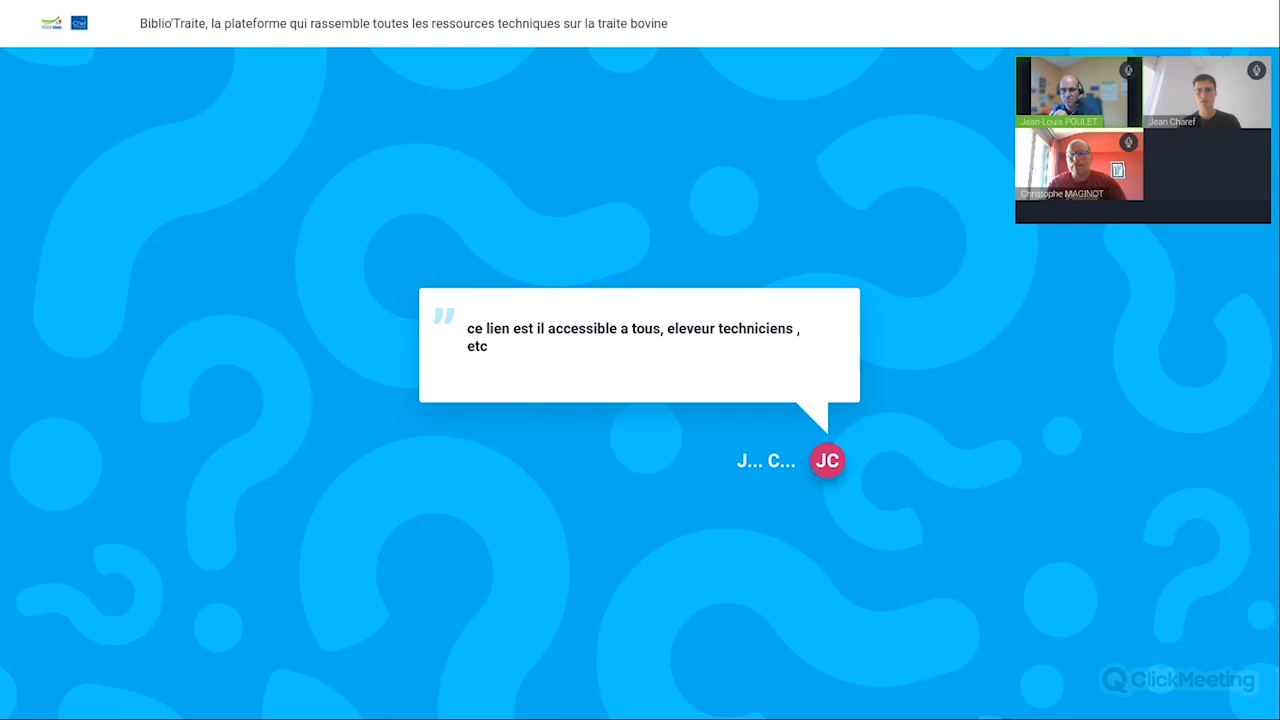 Biblio'Traite, la plateforme qui rassemble toutes les ressources techniques sur la traite bovine
Jean-Louis POULET
Jean Charef
Christophe MAGINOT
ce lien est il accessible a tous, eleveur techniciens ,
etc
J... C...
JC
ClickMeeting